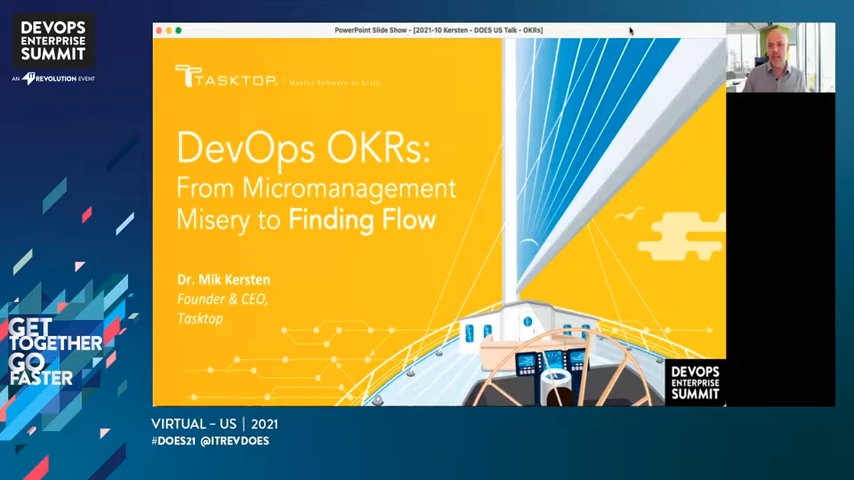 DEVOPS
ENTERPRISE
SUMMIT
AN IT REVOLUTION EVENT
PowerPoint Slide Show - [2021-10 Kersten - DOES US Talk - OKRs]
TASKTOP | Master Software at Scale
DevOps OKRs:
From Micromanagement
Misery to Finding Flow
Dr. Mik Kersten
Founder & CEO,
Tasktop
DEVOPS
ENTERPRISE
SUMMIT
GET
TOGETHER
GO
FASTER
VIRTUAL – US | 2021
#DOES21 @ITREVDOES